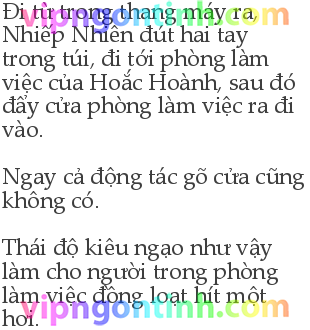 Đi từ trong thang máy ra,
Nhiếp Nhiên đút hai tay
trong túi, đi tới phòng làm
việc của Hoắc Hoành, sau đó
đẩy cửa phòng làm việc ra đi
vào.
Ngay cả động tác gõ cửa cũng
không có.
Thái độ kiêu ngạo như vậy
làm cho người trong phòng
làm việc đồng loạt hít một
hơi.
vipngontinh.com
vipngontinh.com